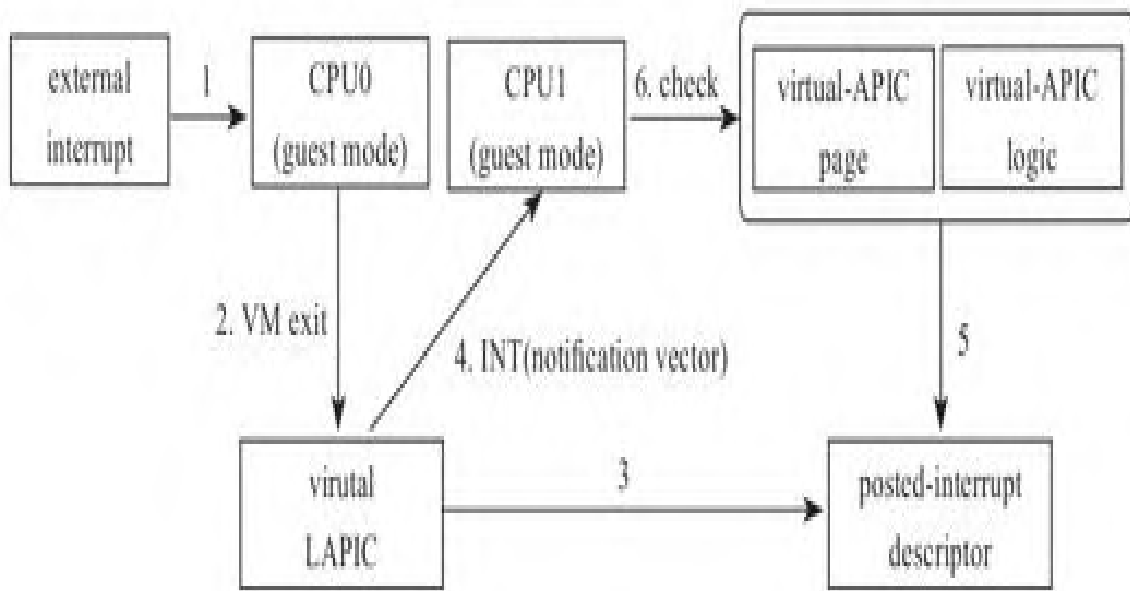 external
interrupt
1
CPU0
(guest mode)
CPU1
(guest mode)
6. check
virtual-APIC
page
virtual-APIC
logic
2. VM exit
4. INT(notification vector)
5
virutal
LAPIC
3
posted-interrupt
descriptor